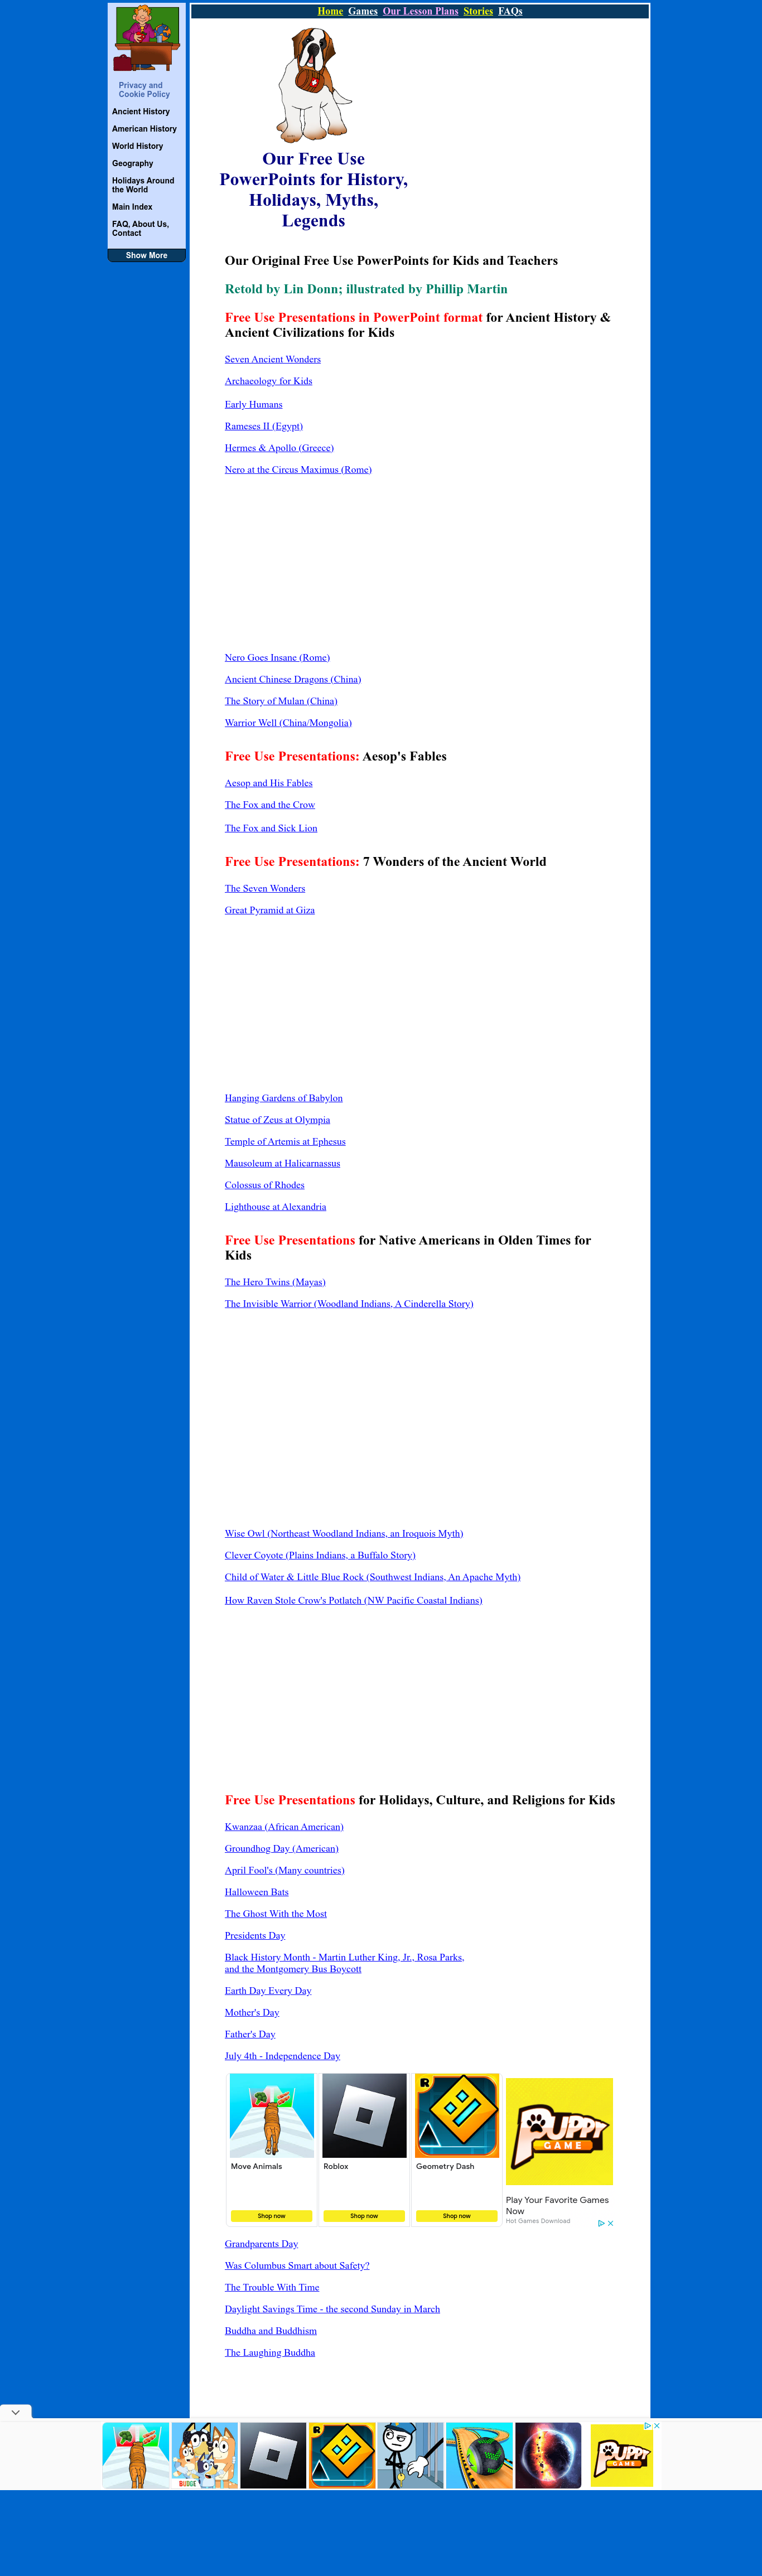 Privacy and
Cookie Policy
Ancient History
American History
World History
Geography
Holidays Around
the World
Main Index
FAQ, About Us,
Contact
Show More
Home Games Our Lesson Plans Stories FAQs
Our Free Use
PowerPoints for History,
Holidays, Myths,
Legends
Our Original Free Use PowerPoints for Kids and Teachers
Retold by Lin Donn; illustrated by Phillip Martin
Free Use Presentations in PowerPoint format for Ancient History &
Ancient Civilizations for Kids
Seven Ancient Wonders
Archaeology for Kids
Early Humans
Rameses II (Egypt)
Hermes & Apollo (Greece)
Nero at the Circus Maximus (Rome)
Nero Goes Insane (Rome)
Ancient Chinese Dragons (China)
The Story of Mulan (China)
Warrior Well (China/Mongolia)
Free Use Presentations: Aesop's Fables
Aesop and His Fables
The Fox and the Crow
The Fox and Sick Lion
Free Use Presentations: 7 Wonders of the Ancient World
The Seven Wonders
Great Pyramid at Giza
Hanging Gardens of Babylon
Statue of Zeus at Olympia
Temple of Artemis at Ephesus
Mausoleum at Halicarnassus
Colossus of Rhodes
Lighthouse at Alexandria
Free Use Presentations for Native Americans in Olden Times for
Kids
The Hero Twins (Mayas)
The Invisible Warrior (Woodland Indians, A Cinderella Story)
Wise Owl (Northeast Woodland Indians, an Iroquois Myth)
Clever Coyote (Plains Indians, a Buffalo Story)
Child of Water & Little Blue Rock (Southwest Indians, An Apache Myth)
How Raven Stole Crow's Potlatch (NW Pacific Coastal Indians)
Free Use Presentations for Holidays, Culture, and Religions for Kids
Kwanzaa (African American)
Groundhog Day (American)
April Fool's (Many countries)
Halloween Bats
The Ghost With the Most
Presidents Day
Black History Month - Martin Luther King, Jr., Rosa Parks,
and the Montgomery Bus Boycott
Earth Day Every Day
Mother's Day
Father's Day
July 4th - Independence Day
R
PUPPY
GAME
Move Animals Roblox Geometry Dash
Play Your Favorite Games
Now
Shop now Shop now Shop now
Hot Games Download
Grandparents Day
Was Columbus Smart about Safety?
The Trouble With Time
Daylight Savings Time - the second Sunday in March
Buddha and Buddhism
The Laughing Buddha
R
PUPPY
GAME
BUDGE